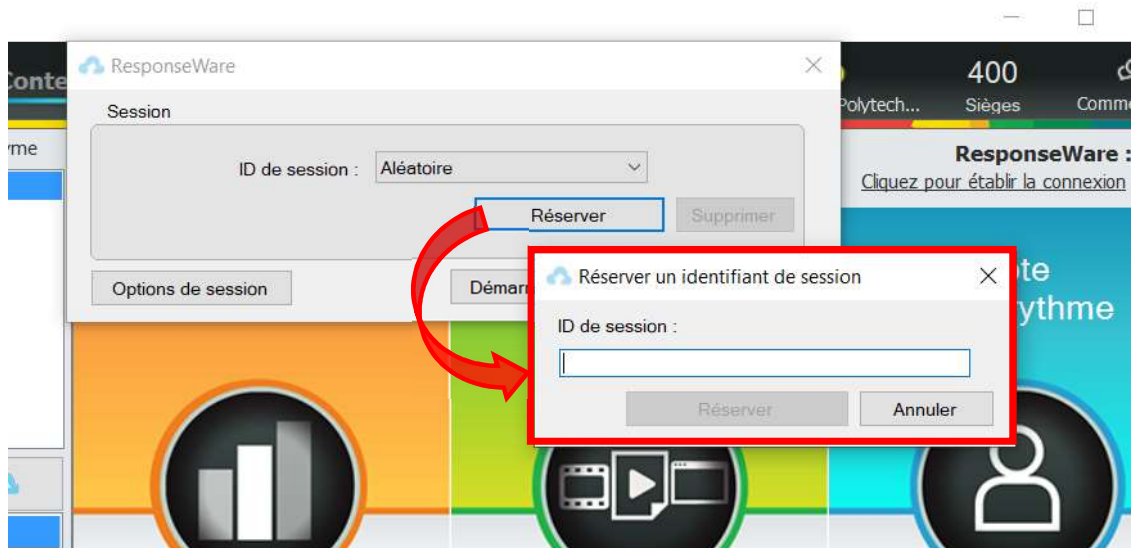 ResponseWare
Session
ID de session :
Aléatoire
Réserver
Supprimer
Options de session
Réserver un identifiant de session
ID de session :
Réserver
Annuler
400
Sièges
Polytech...
ResponseWare :
Cliquez pour établir la connexion